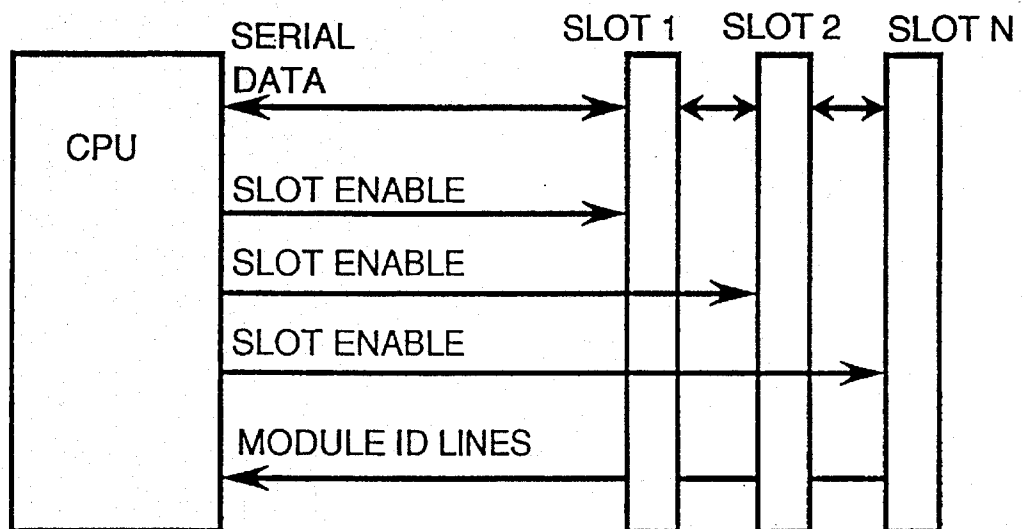 SERIAL
DATA
SLOT 1
SLOT 2
SLOT N
CPU
SLOT ENABLE
SLOT ENABLE
SLOT ENABLE
MODULE ID LINES